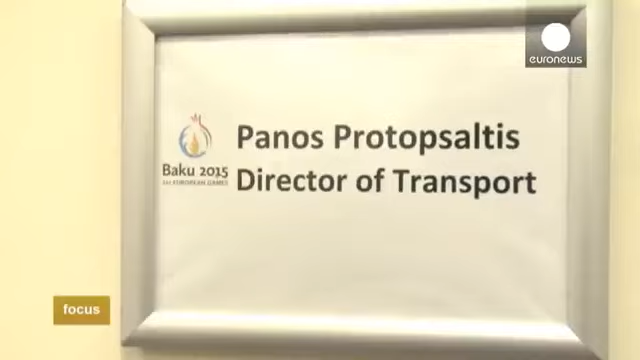 euronews
Panos Protopsaltis
Baku 2015
1st EUROPEAN GAMES
Director of Transport
focus